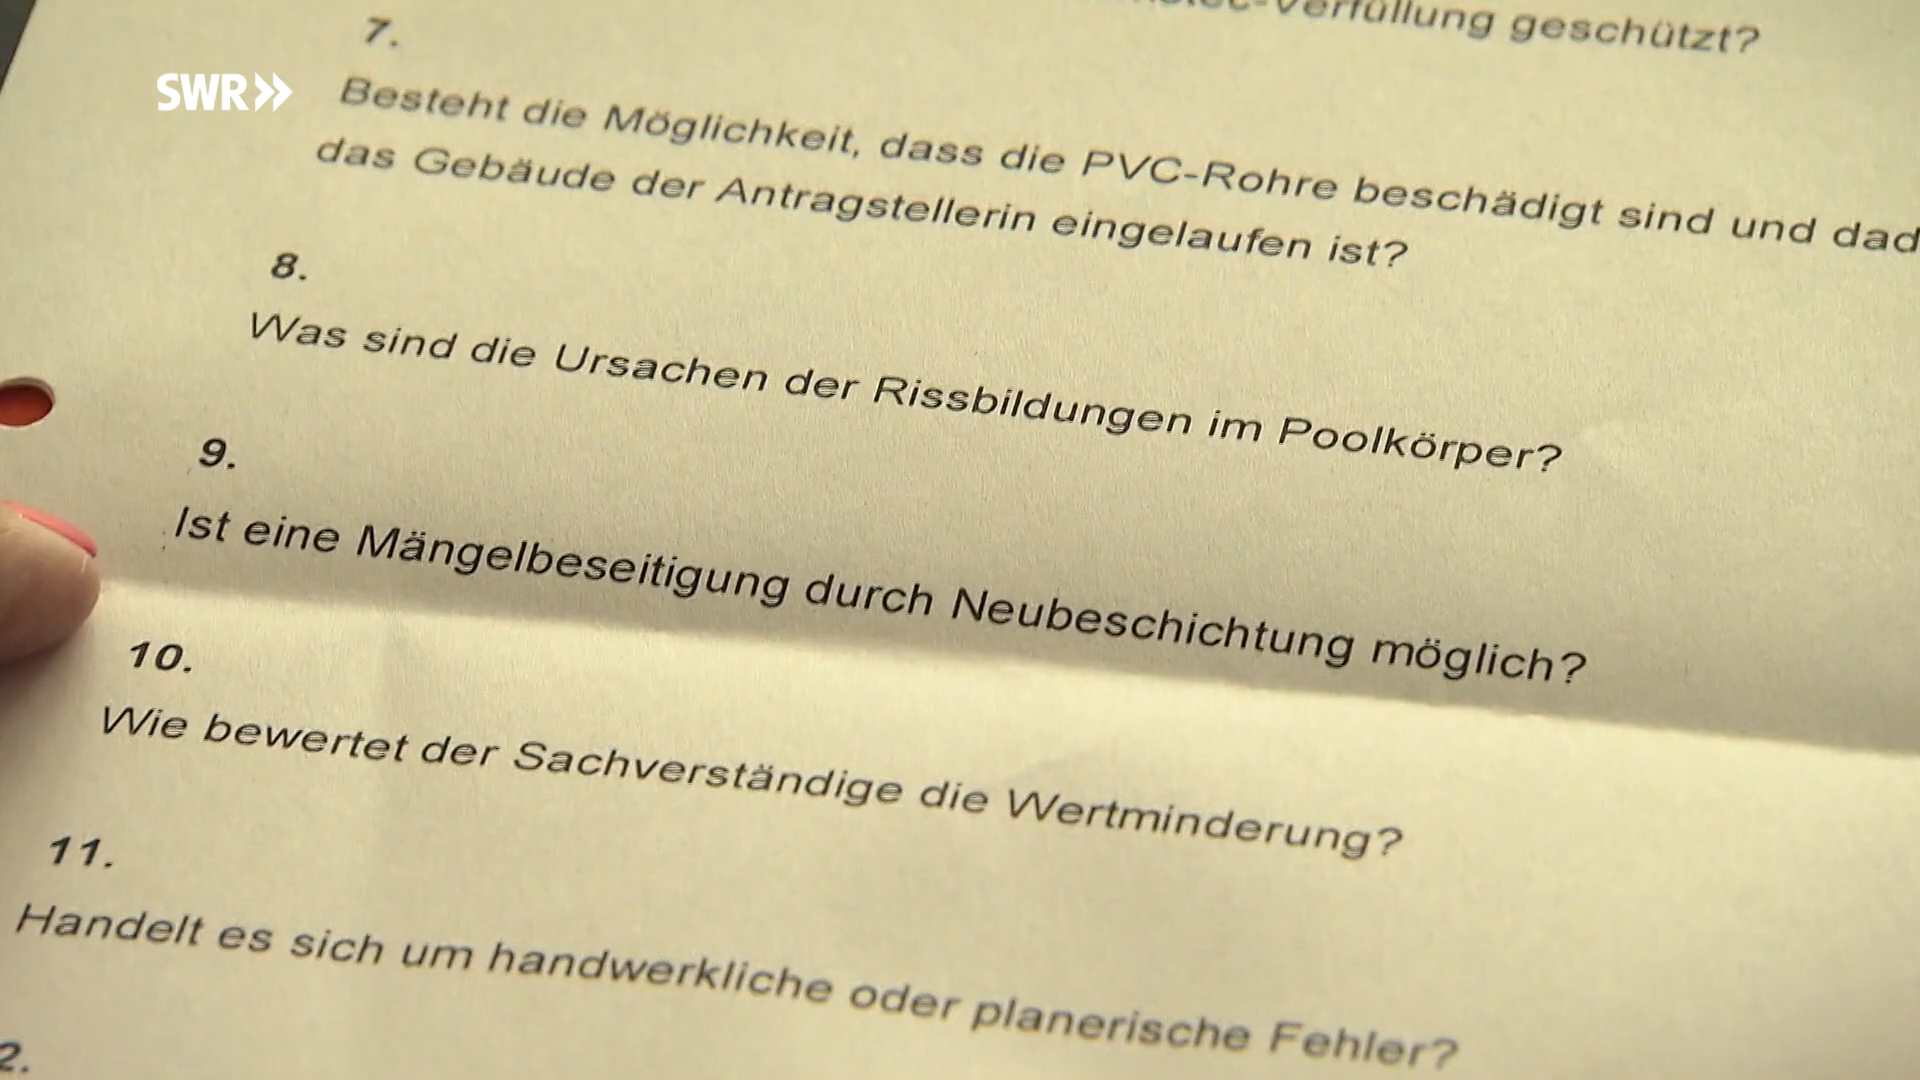 -Verfüllung geschützt?
7.
SWR
Besteht die Möglichkeit, dass die PVC-Rohre beschädigt sind und dad
das Gebäude der Antragstellerin eingelaufen ist?
8.
Was sind die Ursachen der Rissbildungen im Poolkörper?
9.
Ist eine Mängelbeseitigung durch Neubeschichtung möglich?
10.
Wie bewertet der Sachverständige die Wertminderung?
11.
Handelt es sich um handwerkliche oder planerische Fehler?
2.